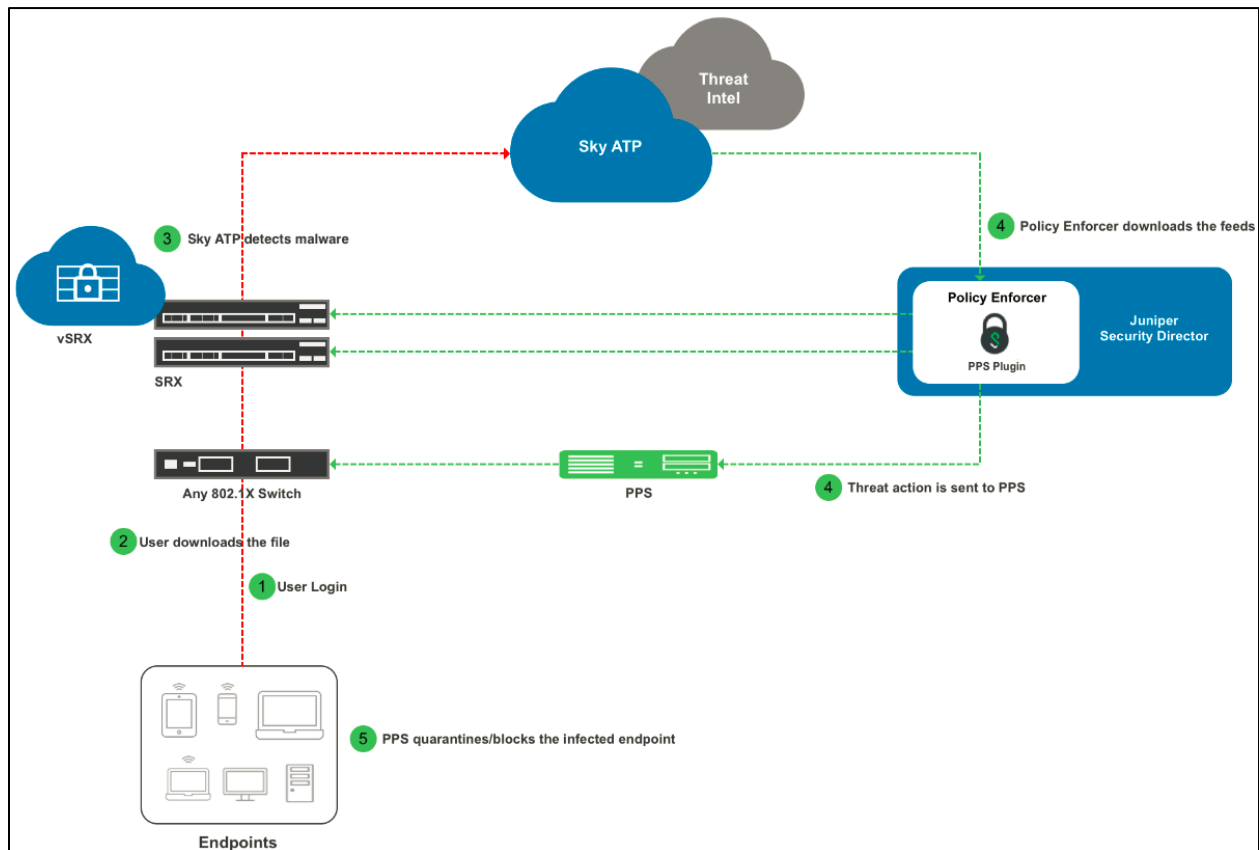 Threat
Intel
Sky ATP
3 Sky ATP detects malware
4 Policy Enforcer downloads the feeds
vSRX
Policy Enforcer
PPS Plugin
Juniper
Security Director
SRX
Any 802.1X Switch
PPS
4 Threat action is sent to PPS
2 User downloads the file
1 User Login
5 PPS quarantines/blocks the infected endpoint
Endpoints